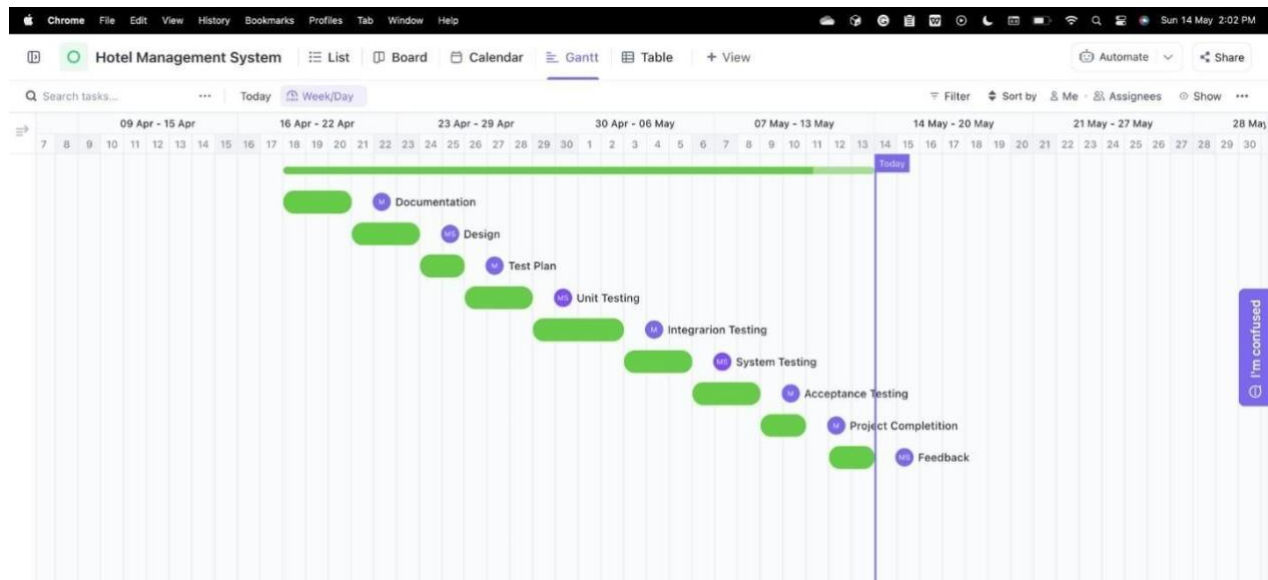 Chrome File Edit View History Bookmarks Profiles Tab Window Help Sun 14 May 2:02 PM
Hotel Management System List Board Calendar Gantt Table + View Automate Share
Search tasks... ... Today Week/Day Filter Sort by Me Assignees Show ...
09 Apr - 15 Apr 16 Apr - 22 Apr 23 Apr - 29 Apr 30 Apr - 06 May 07 May - 13 May 14 May - 20 May 21 May - 27 May 28 May
7 8 9 10 11 12 13 14 15 16 17 18 19 20 21 22 23 24 25 26 27 28 29 30 1 2 3 4 5 6 7 8 9 10 11 12 13 14 15 16 17 18 19 20 21 22 23 24 25 26 27 28 29 30
Today
M Documentation
MS Design
M Test Plan
MS Unit Testing
M Integrarion Testing
MS System Testing
M Acceptance Testing
M Project Completition
MS Feedback
I'm confused